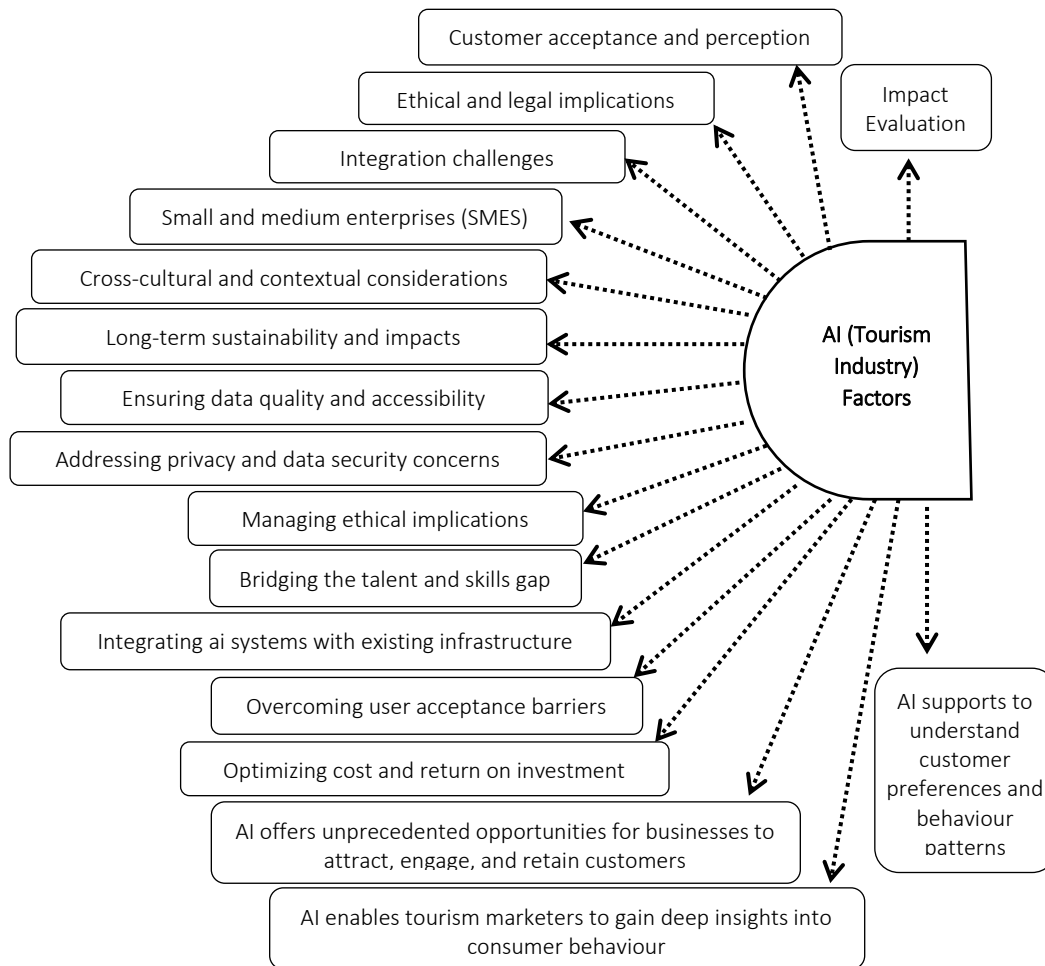 Customer acceptance and perception
Impact
Evaluation
Ethical and legal implications
Integration challenges
Small and medium enterprises (SMES)
Cross-cultural and contextual considerations
Long-term sustainability and impacts
AI (Tourism
Industry)
Factors
Ensuring data quality and accessibility
Addressing privacy and data security concerns
Managing ethical implications
Bridging the talent and skills gap
Integrating ai systems with existing infrastructure
Overcoming user acceptance barriers
Optimizing cost and return on investment
AI supports to
understand
customer
preferences and
behaviour
patterns
AI offers unprecedented opportunities for businesses to
attract, engage, and retain customers
AI enables tourism marketers to gain deep insights into
consumer behaviour